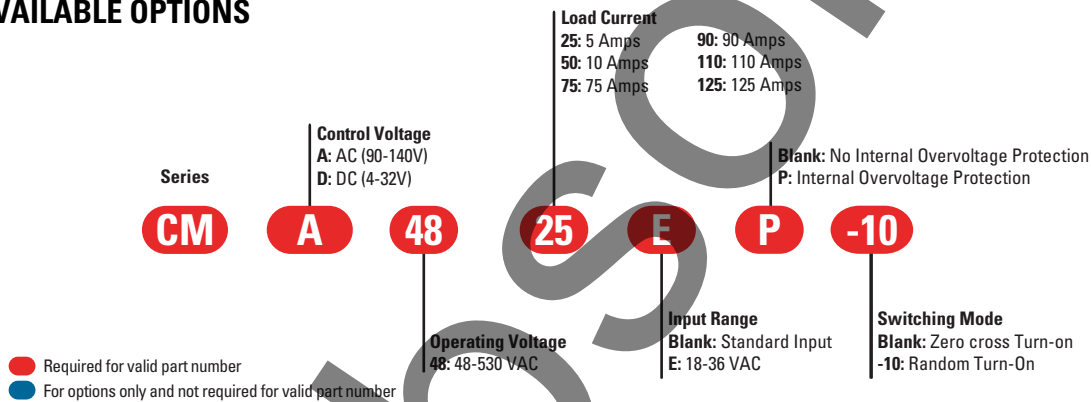 VAILABLE OPTIONS
Load Current
25: 5 Amps 90: 90 Amps
50: 10 Amps 110: 110 Amps
75: 75 Amps 125: 125 Amps
Control Voltage
A: AC (90-140V)
D: DC (4-32V)
Blank: No Internal Overvoltage Protection
P: Internal Overvoltage Protection
Series
CM A 48 25 E P -10
Operating Voltage
48: 48-530 VAC
Input Range
Blank: Standard Input
E: 18-36 VAC
Switching Mode
Blank: Zero cross Turn-on
-10: Random Turn-On
Required for valid part number
For options only and not required for valid part number